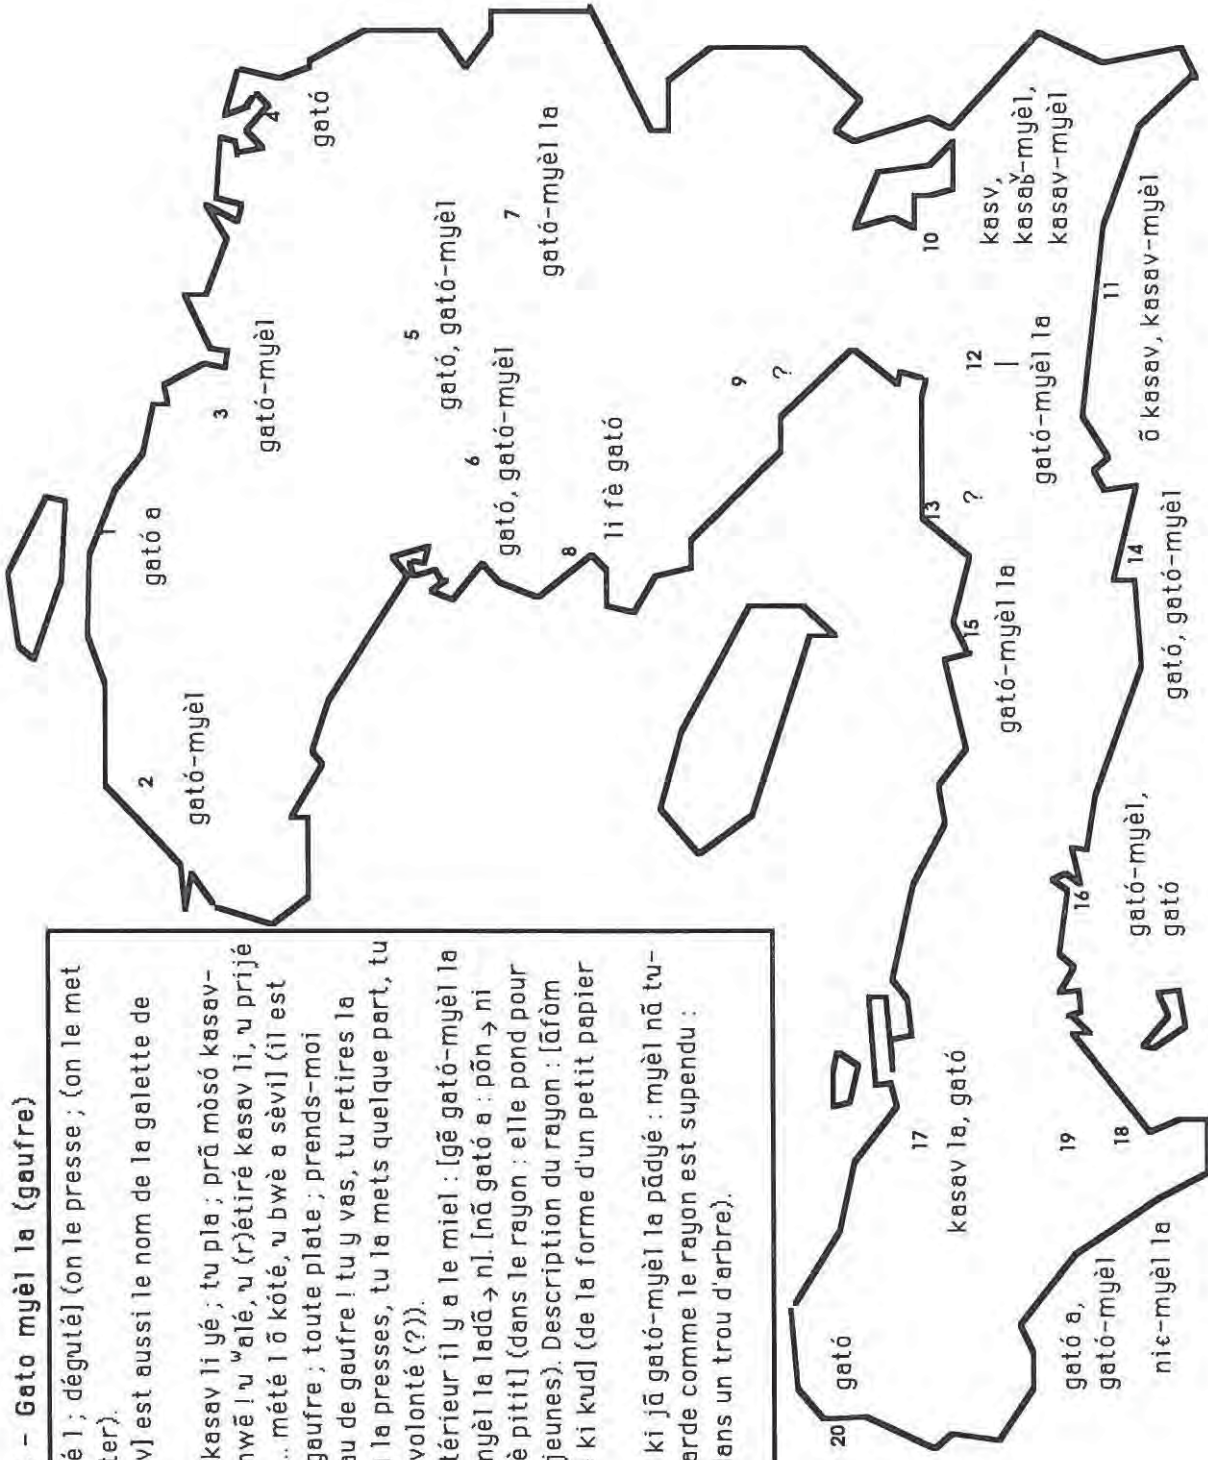 - Gato myèl la (gaufre)
é l ; déguté] (on le presse ; (on le met
ter).
v] est aussi le nom de la galette de
kasav li yé ; tu pla ; prã mòsó kasav-
nwẽ ! u ʷalé, u (r)étiré kasav li, u prijé
.. mété l õ kóté, u bwè a sèvi] (il est
gaufre ; toute plate ; prends-moi
au de gaufre ! tu y vas, tu retires la
la presses, tu la mets quelque part, tu
volonté (?)).
térieur il y a le miel : [gẽ gató-myèl la
nyèl la ladã → n]. [nã gató a : põn → ni
è pitit] (dans le rayon : elle pond pour
jeunes). Description du rayon : [ãfòm
ki kud] (de la forme d'un petit papier
ki jã gató-myèl la pãdyé : myèl nã tu-
arde comme le rayon est supendu :
ans un trou d'arbre).
1
gató a
2
gató-myèl
3
gató-myèl
4
gató
5
gató, gató-myèl
6
gató, gató-myèl
7
gató-myèl la
8
li fè gató
9
?
10
kasv,
-myèl,
kasav-myèl
11
õ kasav, kasav-myèl
12
gató-myèl la
13
?
14
gató, gató-myèl
15
gató-myèl la
16
gató-myèl,
gató
17
kasav la, gató
18
niє-myèl la
19
gató a,
gató-myèl
20
gató